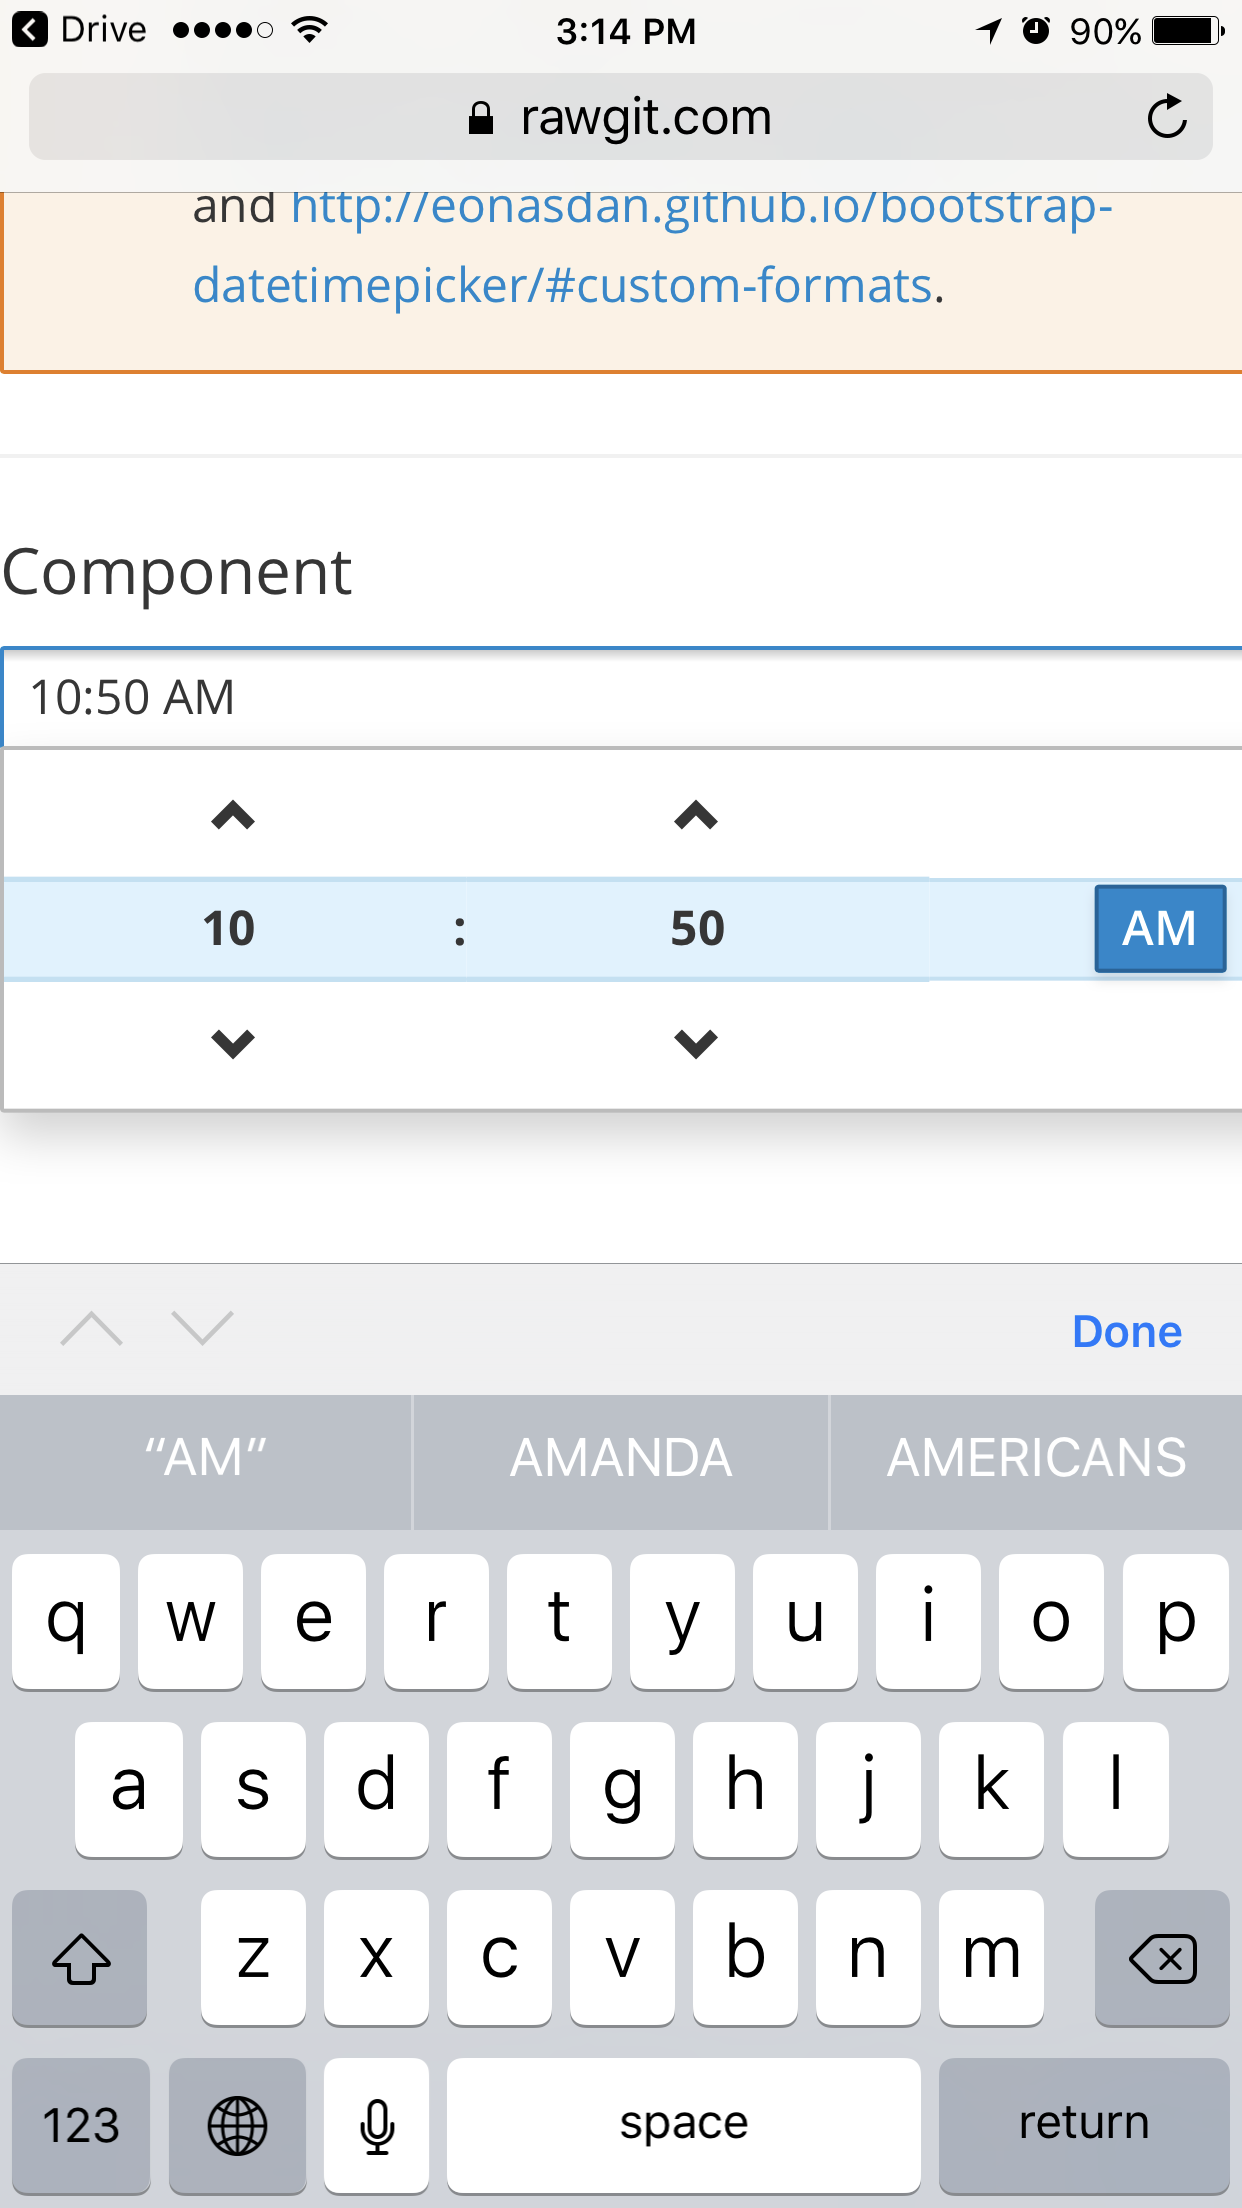 Drive 3:14 PM 90%
rawgit.com
and http://eonasdan.github.io/bootstrap-
datetimepicker/#custom-formats.
Component
10:50 AM
10 : 50 AM
Done
“AM” AMANDA AMERICANS
q w e r t y u i o p
a s d f g h j k l
z x c v b n m
123 space return